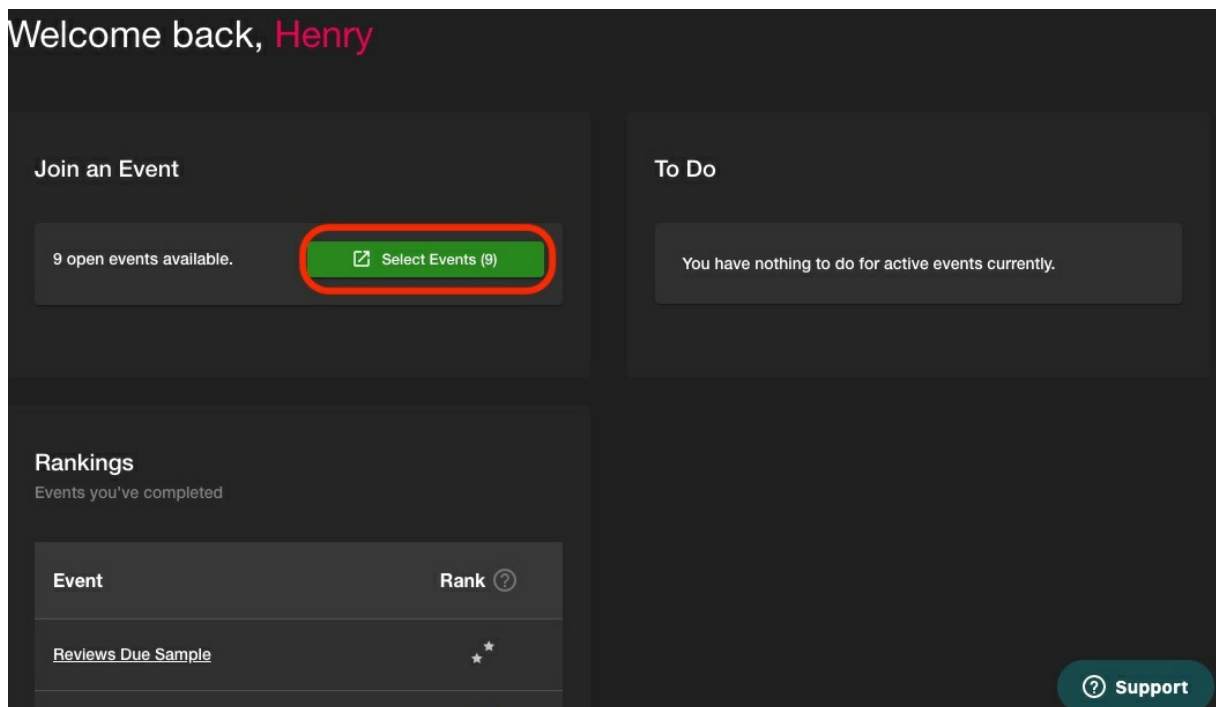 Welcome back, Henry
Join an Event
9 open events available.
Select Events (9)
To Do
You have nothing to do for active events currently.
Rankings
Events you've completed
Event
Rank ?
Reviews Due Sample
? Support